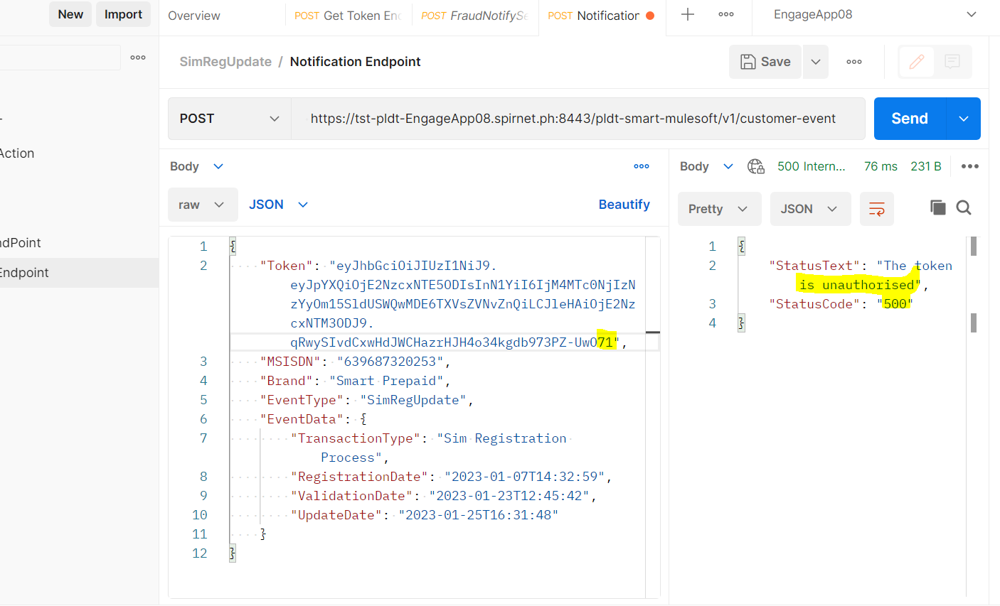 New
Import
Overview
POST Get Token En
POST FraudNotifyS
POST Notification
EngageApp08
SimRegUpdate / Notification Endpoint
Save
Action
ndPoint
Endpoint
POST
https://tst-pldt-EngageApp08.spirnet.ph:8443/pldt-smart-mulesoft/v1/customer-event
Send
Body
raw
JSON
Beautify
1 {
2 "Token": "eyJhbGciOiJIUzI1NiJ9.
eyJpYXQiOjE2NzcxNTE5ODIsInN1YiI6IjM4MTc0NjIzN
zYyOm15SldUSWQwMDE6TXVsZVNvZnQiLCJleHAiOjE2Nz
cxNTM3ODJ9.
qRwySIvdCxwHdJWCHazrHJH4o34kgdb973PZ-UwO71",
3 "MSISDN": "639687320253",
4 "Brand": "Smart Prepaid",
5 "EventType": "SimRegUpdate",
6 "EventData": {
7 "TransactionType": "Sim Registration
Process",
8 "RegistrationDate": "2023-01-07T14:32:59",
9 "ValidationDate": "2023-01-23T12:45:42",
10 "UpdateDate": "2023-01-25T16:31:48"
11 }
12 }
Body
500 Intern... 76 ms 231 B
Pretty
JSON
1 {
2 "StatusText": "The token
is unauthorised",
3 "StatusCode": "500"
4 }